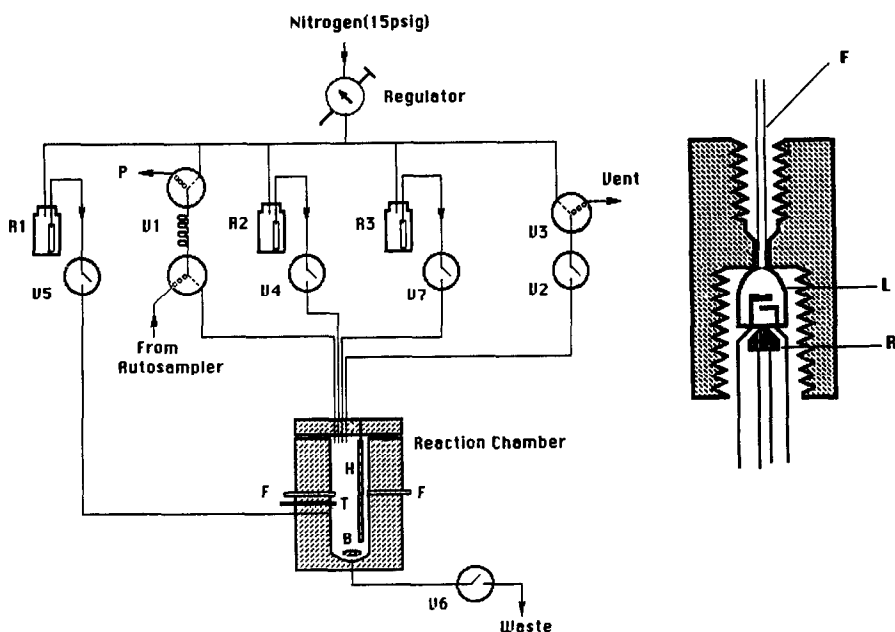 Nitrogen(15psig)
Regulator
F
P
Vent
R1
V1
R2
R3
V3
V5
V4
V7
V2
L
From
Autosampler
R
Reaction Chamber
H
F
T
F
B
V6
Waste